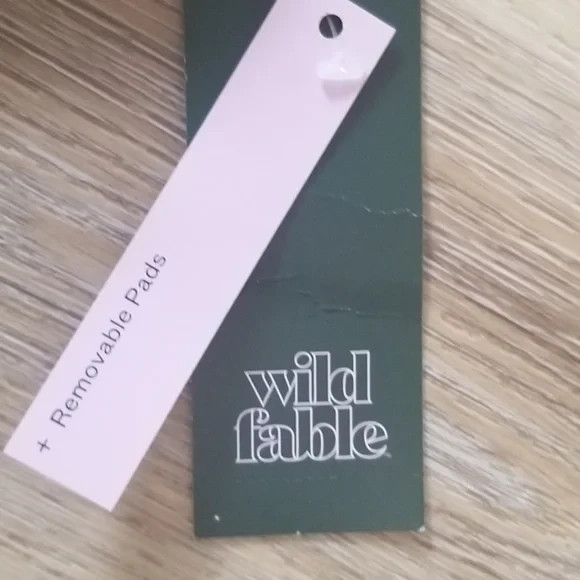 + Removable Pads
wild
fable